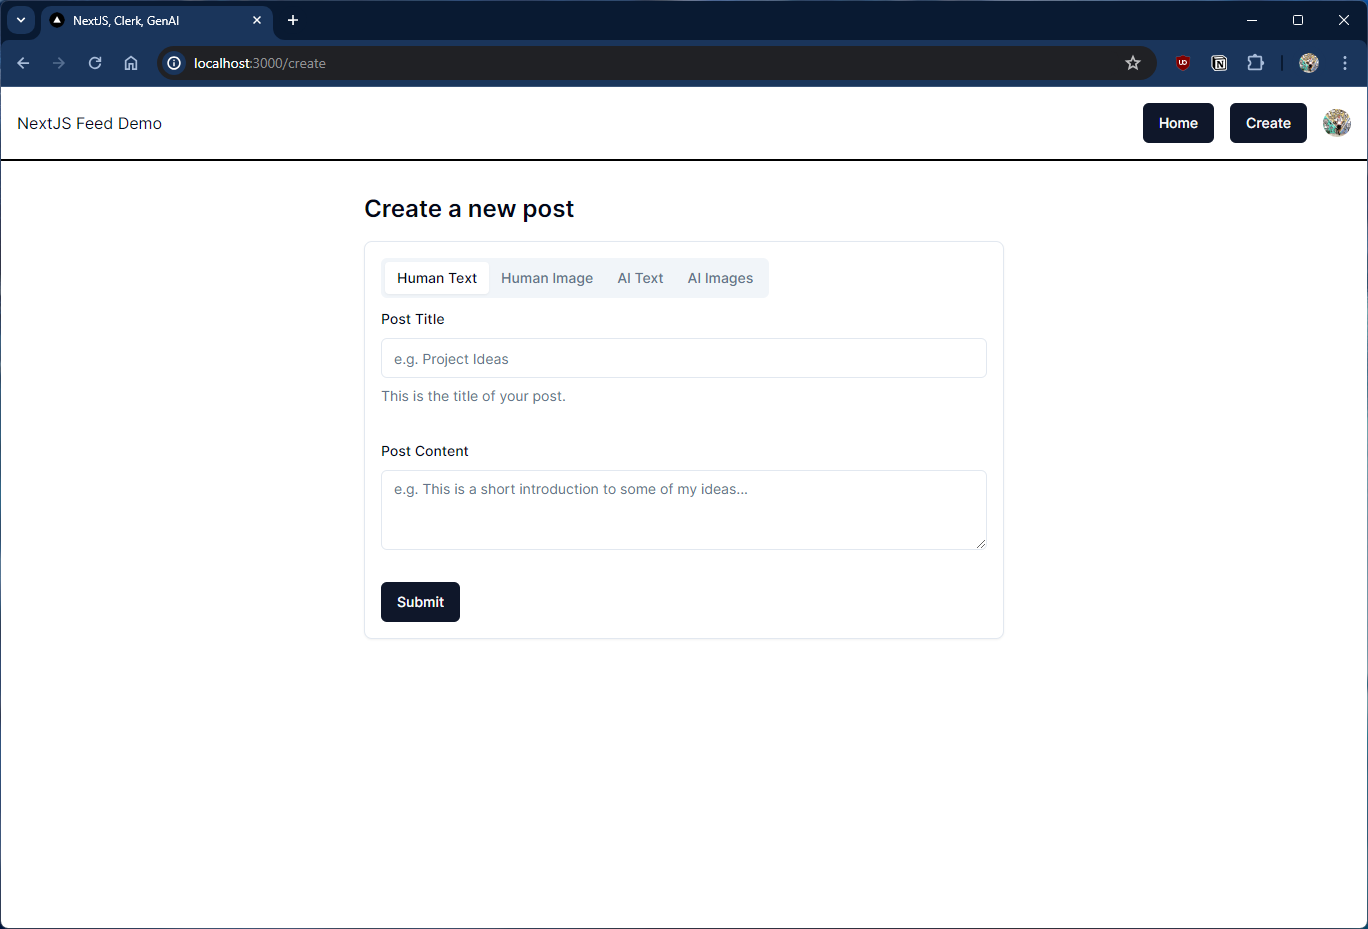 NextJS, Clerk, GenAI
localhost:3000/create
NextJS Feed Demo
Home
Create
Create a new post
Human Text
Human Image
AI Text
AI Images
Post Title
e.g. Project Ideas
This is the title of your post.
Post Content
e.g. This is a short introduction to some of my ideas...
Submit